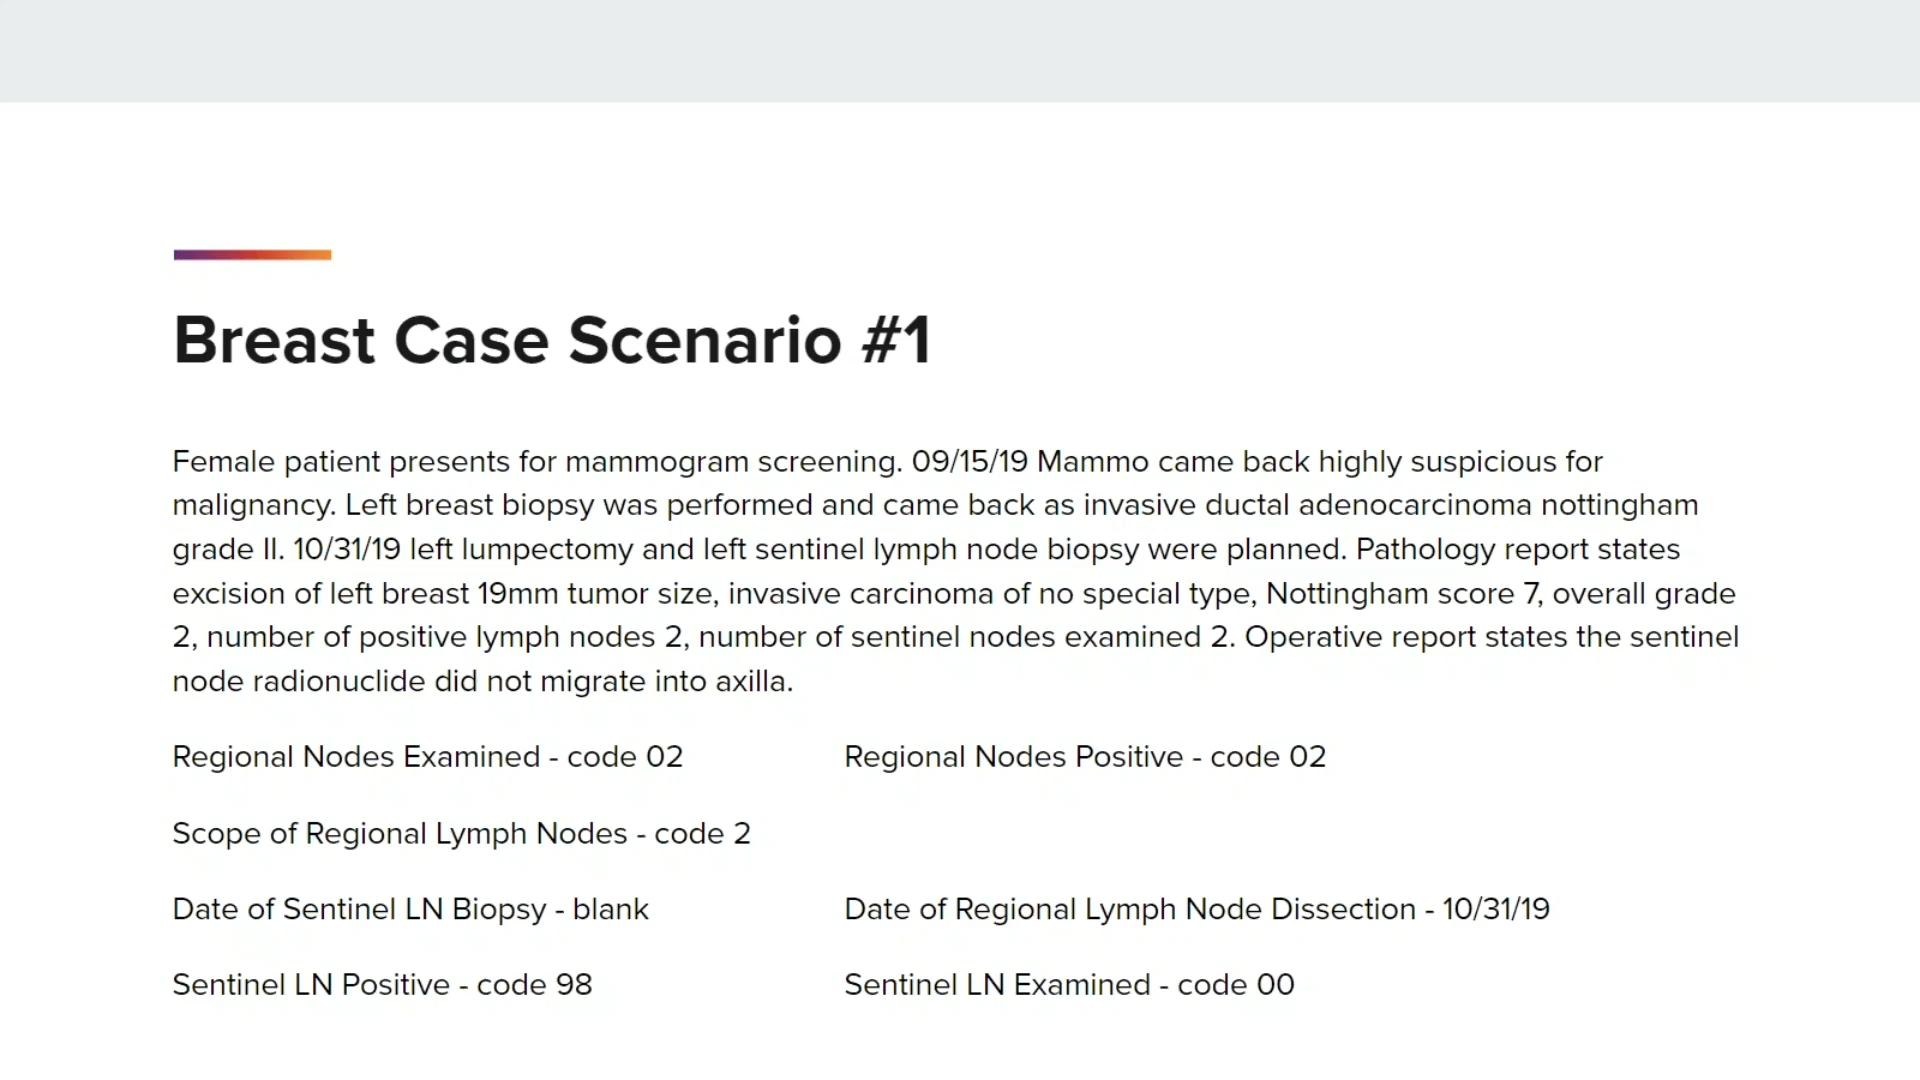 Breast Case Scenario #1
Female patient presents for mammogram screening. 09/15/19 Mammo came back highly suspicious for
malignancy. Left breast biopsy was performed and came back as invasive ductal adenocarcinoma nottingham
grade II. 10/31/19 left lumpectomy and left sentinel lymph node biopsy were planned. Pathology report states
excision of left breast 19mm tumor size, invasive carcinoma of no special type, Nottingham score 7, overall grade
2, number of positive lymph nodes 2, number of sentinel nodes examined 2. Operative report states the sentinel
node radionuclide did not migrate into axilla.
Regional Nodes Examined - code 02 Regional Nodes Positive - code 02
Scope of Regional Lymph Nodes - code 2
Date of Sentinel LN Biopsy - blank Date of Regional Lymph Node Dissection - 10/31/19
Sentinel LN Positive - code 98 Sentinel LN Examined - code 00